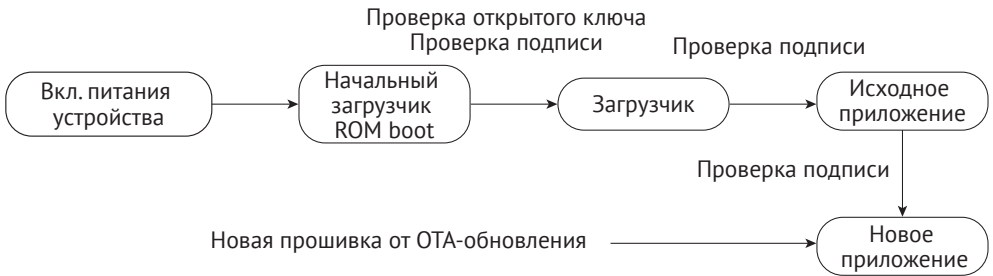 Проверка открытого ключа
Проверка подписи
Проверка подписи
Вкл. питания
устройства
Начальный
загрузчик
ROM boot
Загрузчик
Исходное
приложение
Проверка подписи
Новая прошивка от OTA-обновления
Новое
приложение